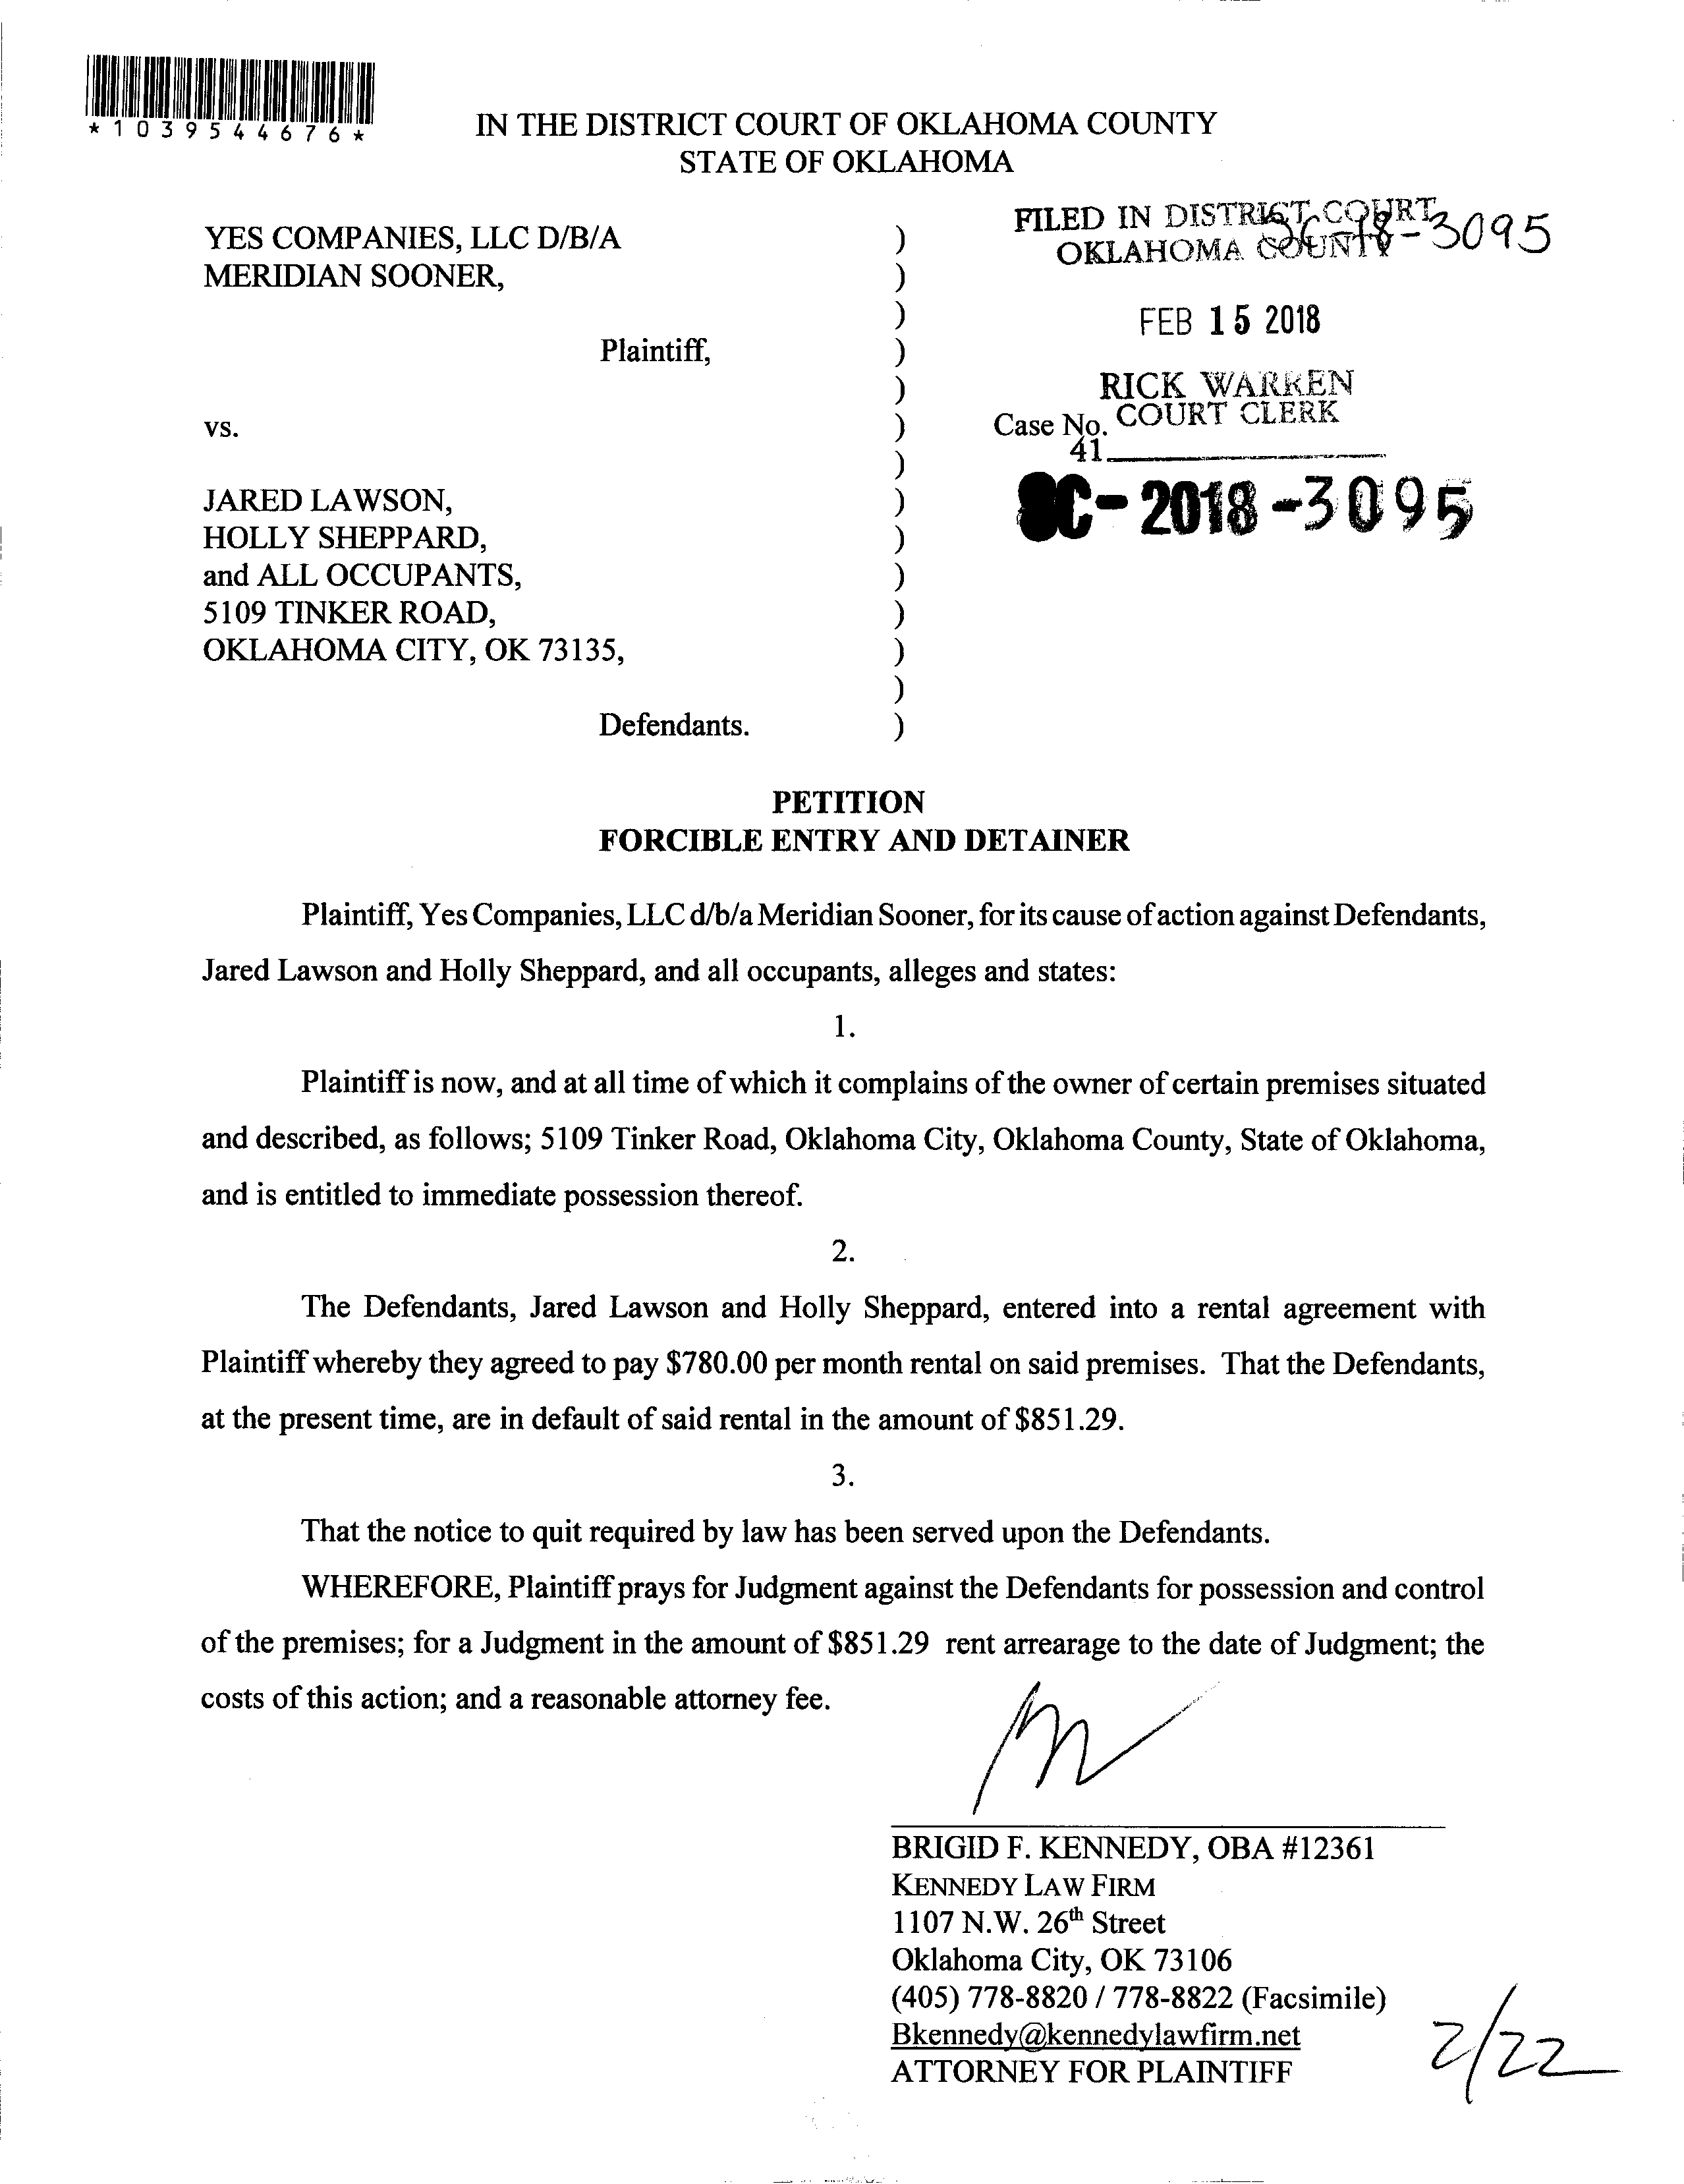 *1039544676*
IN THE DISTRICT COURT OF OKLAHOMA COUNTY
STATE OF OKLAHOMA
YES COMPANIES, LLC D/B/A
MERIDIAN SOONER,
Plaintiff,
vs.
JARED LAWSON,
HOLLY SHEPPARD,
and ALL OCCUPANTS,
5109 TINKER ROAD,
OKLAHOMA CITY, OK 73135,
Defendants.
)
)
)
)
)
)
)
)
)
)
)
)
)
)
FILED IN DISTRICT COURT
OKLAHOMA COUNTY
-18-3095
FEB 15 2018
RICK WARREN
COURT CLERK
Case No.
41
SC-2018-3095
PETITION
FORCIBLE ENTRY AND DETAINER
Plaintiff, Yes Companies, LLC d/b/a Meridian Sooner, for its cause of action against Defendants,
Jared Lawson and Holly Sheppard, and all occupants, alleges and states:
1.
Plaintiff is now, and at all time of which it complains of the owner of certain premises situated
and described, as follows; 5109 Tinker Road, Oklahoma City, Oklahoma County, State of Oklahoma,
and is entitled to immediate possession thereof.
2.
The Defendants, Jared Lawson and Holly Sheppard, entered into a rental agreement with
Plaintiff whereby they agreed to pay $780.00 per month rental on said premises. That the Defendants,
at the present time, are in default of said rental in the amount of $851.29.
3.
That the notice to quit required by law has been served upon the Defendants.
WHEREFORE, Plaintiff prays for Judgment against the Defendants for possession and control
of the premises; for a Judgment in the amount of $851.29 rent arrearage to the date of Judgment; the
costs of this action; and a reasonable attorney fee.
BRIGID F. KENNEDY, OBA #12361
KENNEDY LAW FIRM
1107 N.W. 26th Street
Oklahoma City, OK 73106
(405) 778-8820 / 778-8822 (Facsimile)
Bkennedy@kennedylawfirm.net
ATTORNEY FOR PLAINTIFF
2/22